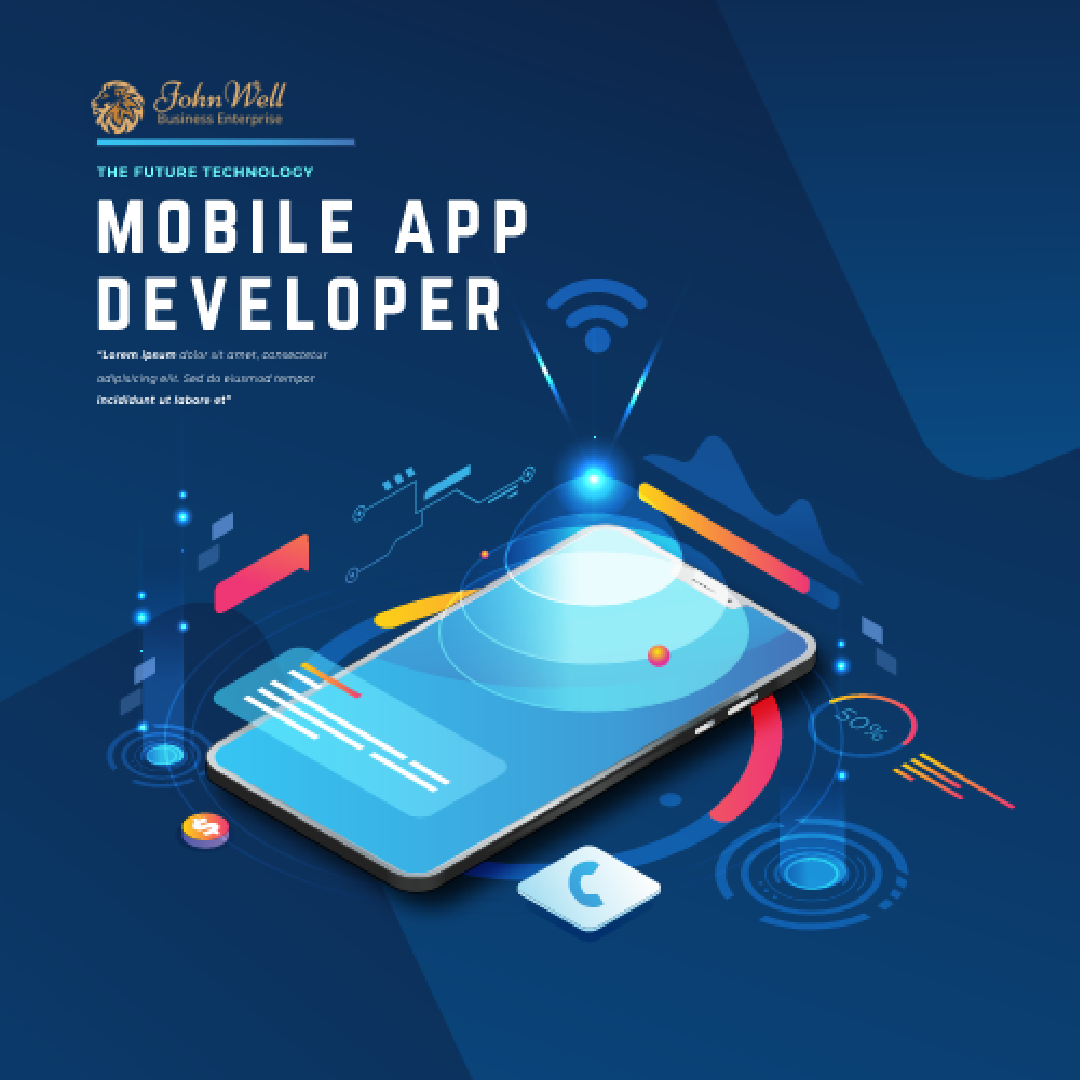 John Well
Business Enterprise
THE FUTURE TECHNOLOGY
MOBILE APP
DEVELOPER
"Lorem ipsum dolor sit amet, consectetur
adipisicing elit. Sed do eiusmod tempor
incididunt ut labore et"
50%
$